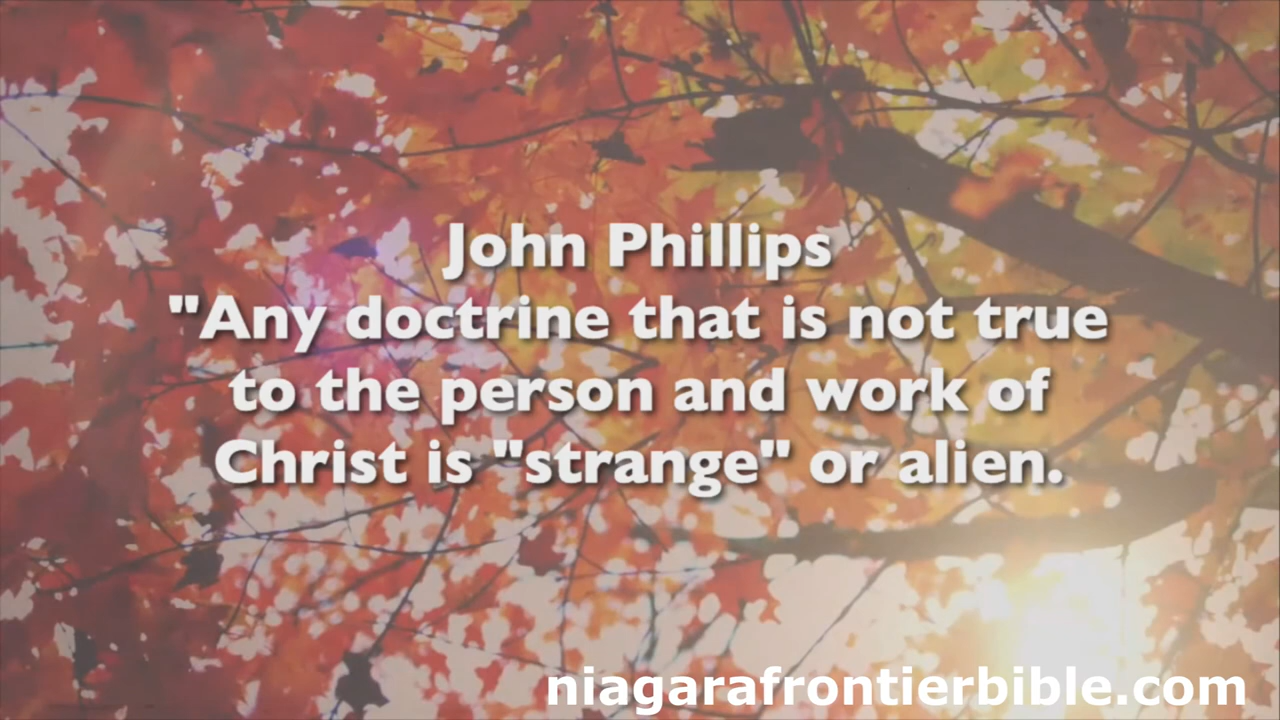 John Phillips
"Any doctrine that is not true
to the person and work of
Christ is "strange" or alien.
niagarafrontierbible.com